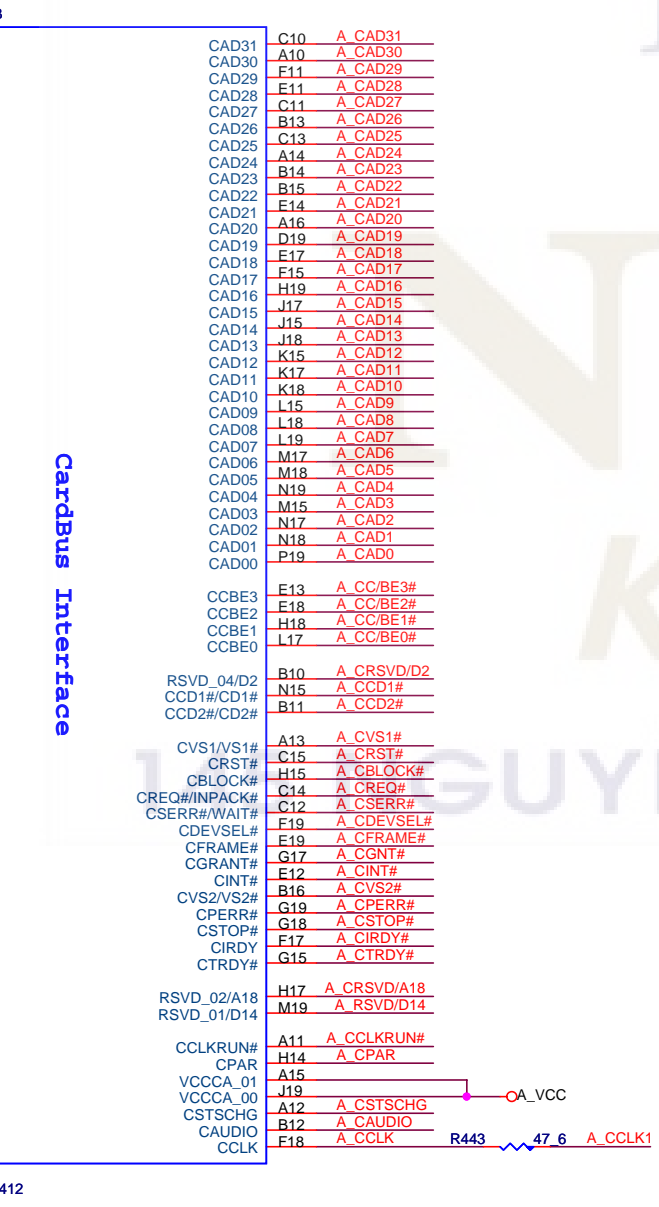 CAD31 C10 A_CAD31
CAD30 A10 A_CAD30
CAD29 F11 A_CAD29
CAD28 E11 A_CAD28
CAD27 C11 A_CAD27
CAD26 B13 A_CAD26
CAD25 C13 A_CAD25
CAD24 A14 A_CAD24
CAD23 B14 A_CAD23
CAD22 B15 A_CAD22
CAD21 E14 A_CAD21
CAD20 A16 A_CAD20
CAD19 D19 A_CAD19
CAD18 E17 A_CAD18
CAD17 F15 A_CAD17
CAD16 H19 A_CAD16
CAD15 J17 A_CAD15
CAD14 J15 A_CAD14
CAD13 J18 A_CAD13
CAD12 K15 A_CAD12
CAD11 K17 A_CAD11
CAD10 K18 A_CAD10
CAD09 L15 A_CAD9
CAD08 L18 A_CAD8
CAD07 L19 A_CAD7
CAD06 M17 A_CAD6
CAD05 M18 A_CAD5
CAD04 N19 A_CAD4
CAD03 M15 A_CAD3
CAD02 N17 A_CAD2
CAD01 N18 A_CAD1
CAD00 P19 A_CAD0
CardBus Interface
CCBE3 E13 A_CC/BE3#
CCBE2 E18 A_CC/BE2#
CCBE1 H18 A_CC/BE1#
CCBE0 L17 A_CC/BE0#
RSVD_04/D2 B10 A_CRSVD/D2
CCD1#/CD1# N15 A_CCD1#
CCD2#/CD2# B11 A_CCD2#
CVS1/VS1# A13 A_CVS1#
CRST# C15 A_CRST#
CBLOCK# H15 A_CBLOCK#
CREQ#/INPACK# C14 A_CREQ#
CSERR#/WAIT# C12 A_CSERR#
CDEVSEL# F19 A_CDEVSEL#
CFRAME# E19 A_CFRAME#
CGRANT# G17 A_CGNT#
CINT# E12 A_CINT#
CVS2/VS2# B16 A_CVS2#
CPERR# G19 A_CPERR#
CSTOP# G18 A_CSTOP#
CIRDY F17 A_CIRDY#
CTRDY# G15 A_CTRDY#
RSVD_02/A18 H17 A_CRSVD/A18
RSVD_01/D14 M19 A_RSVD/D14
CCLKRUN# A11 A_CCLKRUN#
CPAR H14 A_CPAR
VCCCA_01 A15
VCCCA_00 J19 A_VCC
CSTSCHG A12 A_CSTSCHG
CAUDIO B12 A_CAUDIO
CCLK F18 A_CCLK R443 47_6 A_CCLK1
412